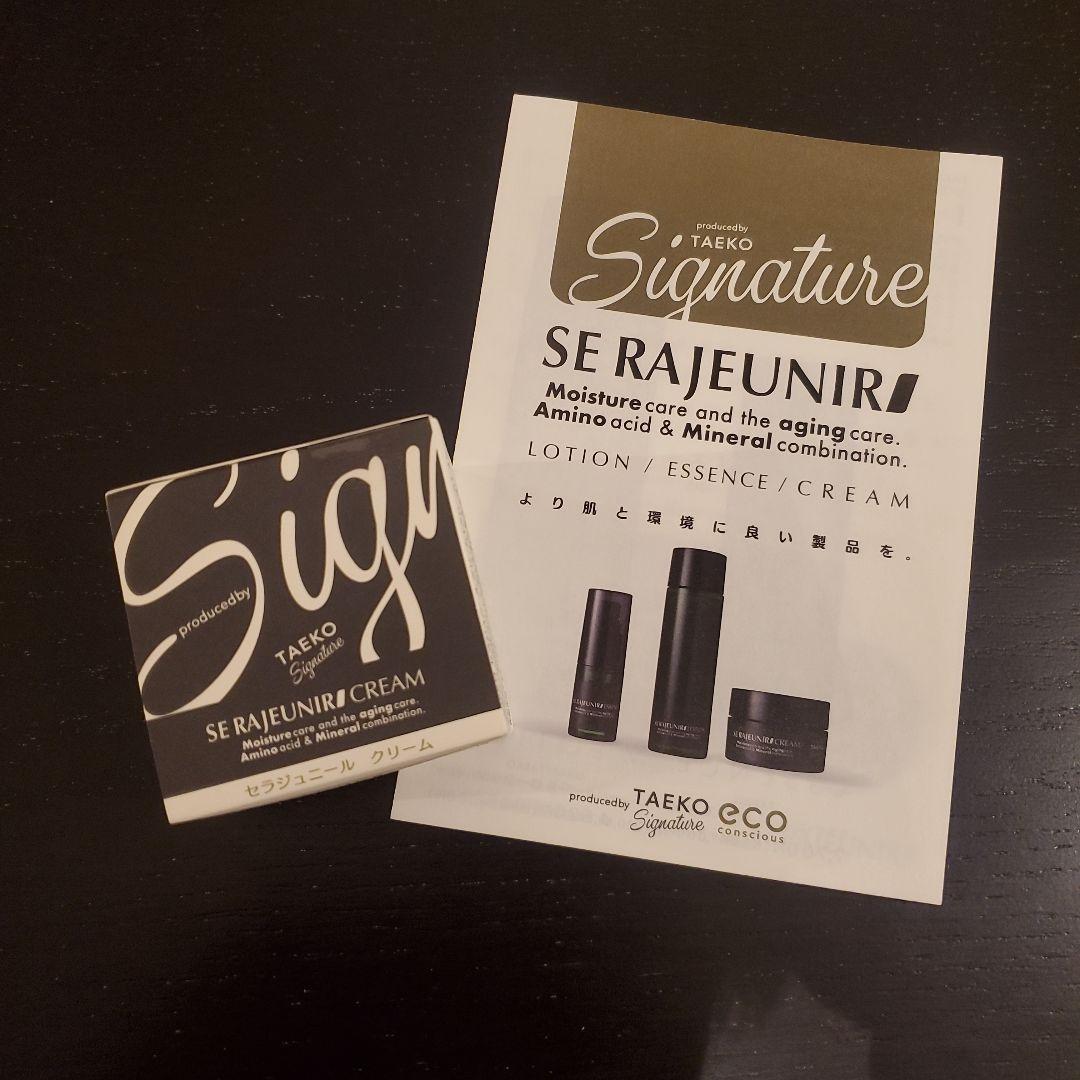 Sign
produced by
TAEKO
Signature
SE RAJEUNIR CREAM
Moisture care and the aging care.
Amino acid & Mineral combination.
セラジュニール クリーム
produced by
TAEKO
Signature
SE RAJEUNIR
Moisture care and the aging care.
Amino acid & Mineral combination.
LOTION / ESSENCE / CREAM
より肌と環境に良い製品を。
SE RAJEUNIR CREAM
produced by TAEKO
Signature
eco
conscious